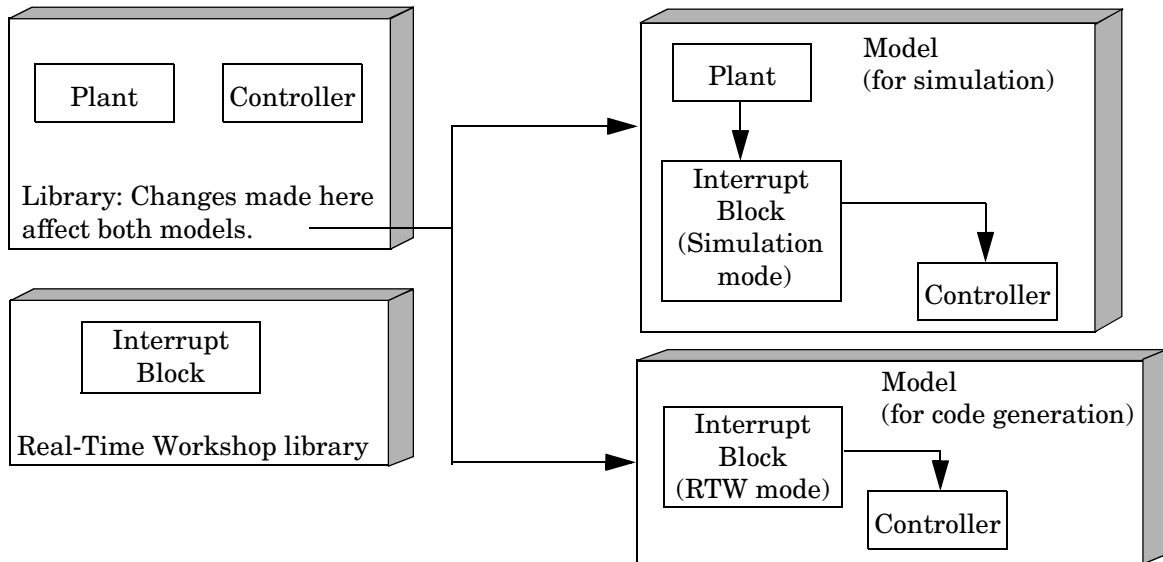 Plant
Controller
Library: Changes made here
affect both models.
Interrupt
Block
Real-Time Workshop library
Model
(for simulation)
Plant
Interrupt
Block
(Simulation
mode)
Controller
Model
(for code generation)
Interrupt
Block
(RTW mode)
Controller